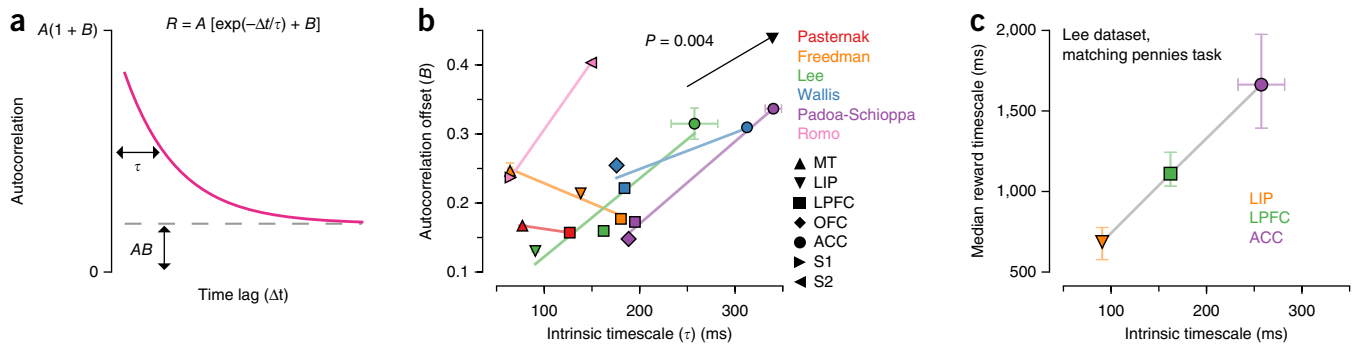 a
R = A [exp(–Δt/τ) + B]
A(1 + B)
Autocorrelation
τ
AB
0
Time lag (Δt)
b
P = 0.004
Autocorrelation offset (B)
0.4
0.3
0.2
0.1
100
200
300
Intrinsic timescale (τ) (ms)
Pasternak
Freedman
Lee
Wallis
Padoa-Schioppa
Romo
MT
LIP
LPFC
OFC
ACC
S1
S2
c
Lee dataset,
matching pennies task
Median reward timescale (ms)
2,000
1,500
1,000
500
100
200
300
Intrinsic timescale (ms)
LIP
LPFC
ACC